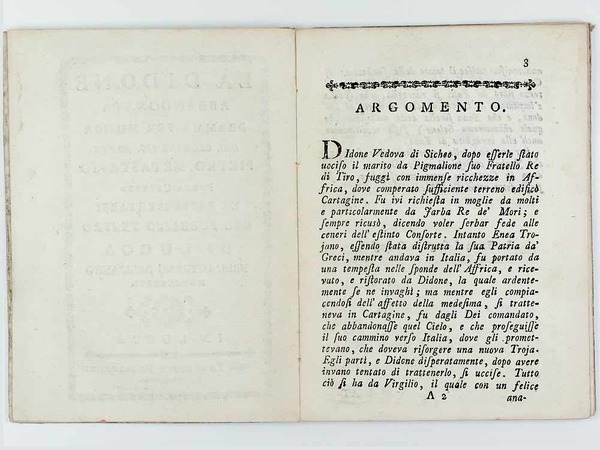 3
ARGOMENTO.
DIdone Vedova di Sicheo, dopo eſſerle ſtato
ucciſo il marito da Pigmalione ſuo Fratello Re
di Tiro, fuggì con immenſe ricchezze in Af-
frica, dove comperato ſufficiente terreno edificò
Cartagine. Fu ivi richieſta in moglie da molti
e particolarmente da Jarba Re de' Mori; e
ſempre ricusò, dicendo voler ſerbar fede alle
ceneri dell' eſtinto Conſorte. Intanto Enea Tro-
jano, eſſendo ſtata diſtrutta la ſua Patria da'
Greci, mentre andava in Italia, fu portato da
una tempeſta nelle ſponde dell' Affrica, e rice-
vuto, e riſtorato da Didone, la quale ardente-
mente ſe ne invaghì; ma mentre egli compia-
cendoſi dell' affetto della medeſima, ſi tratte-
neva in Cartagine, fu dagli Dei comandato,
che abbandonaſſe quel Cielo, e che proſeguiſſe
il ſuo cammino verſo Italia, dove gli promet-
tevano, che doveva riſorgere una nuova Troja.
Egli partì, e Didone diſperatamente, dopo avere
invano tentato di trattenerlo, ſi ucciſe. Tutto
ciò ſi ha da Virgilio, il quale con un felice
A 2
ana-